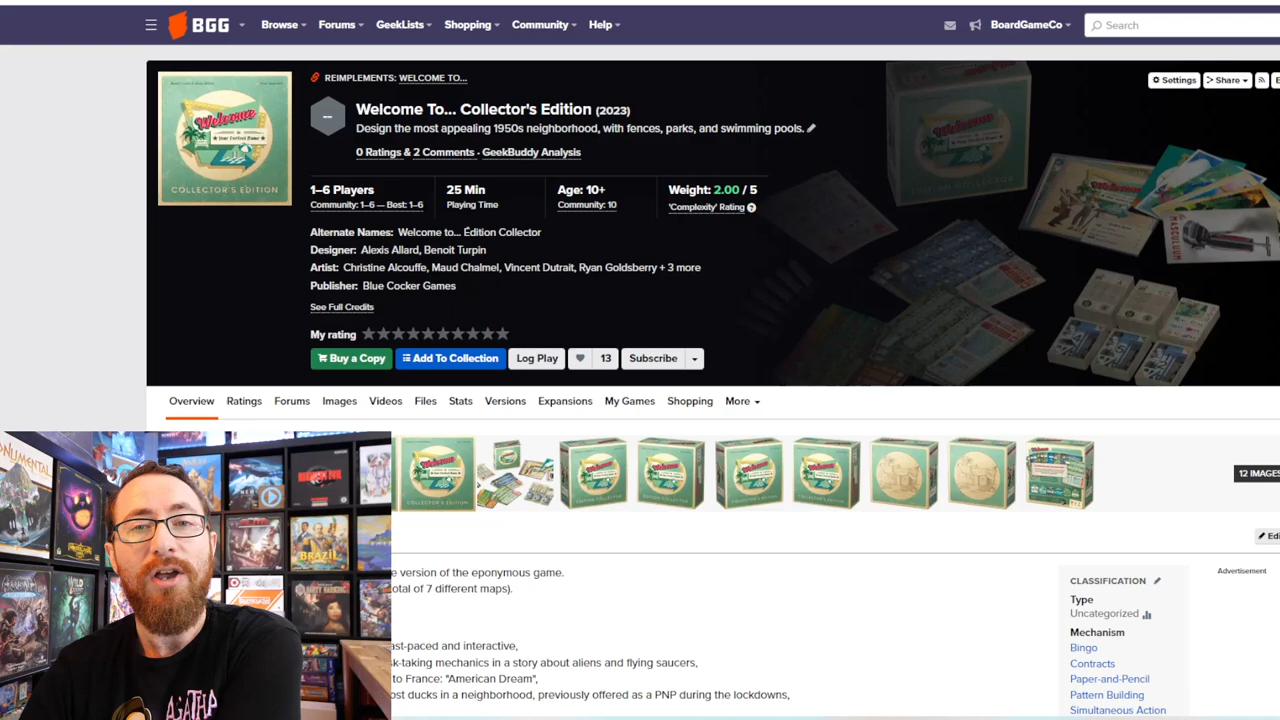 BGG
Browse
Forums
GeekLists
Shopping
Community
Help
BoardGameCo
Search
REIMPLEMENTS: WELCOME TO...
Settings
Share
--
Welcome To... Collector's Edition (2023)
Design the most appealing 1950s neighborhood, with fences, parks, and swimming pools.
0 Ratings & 2 Comments · GeekBuddy Analysis
Welcome
COLLECTOR'S EDITION
1–6 Players
Community: 1–6 — Best: 1–6
25 Min
Playing Time
Age: 10+
Community: 10
Weight: 2.00 / 5
'Complexity' Rating
Alternate Names: Welcome to... Édition Collector
Designer: Alexis Allard, Benoit Turpin
Artist: Christine Alcouffe, Maud Chalmel, Vincent Dutrait, Ryan Goldsberry + 3 more
Publisher: Blue Cocker Games
See Full Credits
My rating
Buy a Copy
Add To Collection
Log Play
13
Subscribe
Overview
Ratings
Forums
Images
Videos
Files
Stats
Versions
Expansions
My Games
Shopping
More
12 IMAGES
Edi
e version of the eponymous game.
otal of 7 different maps).
ast-paced and interactive,
sk-taking mechanics in a story about aliens and flying saucers,
to France: "American Dream",
ost ducks in a neighborhood, previously offered as a PNP during the lockdowns,
CLASSIFICATION
Type
Uncategorized
Mechanism
Bingo
Contracts
Paper-and-Pencil
Pattern Building
Simultaneous Action
Advertisement
BRAZIL
AGATHA